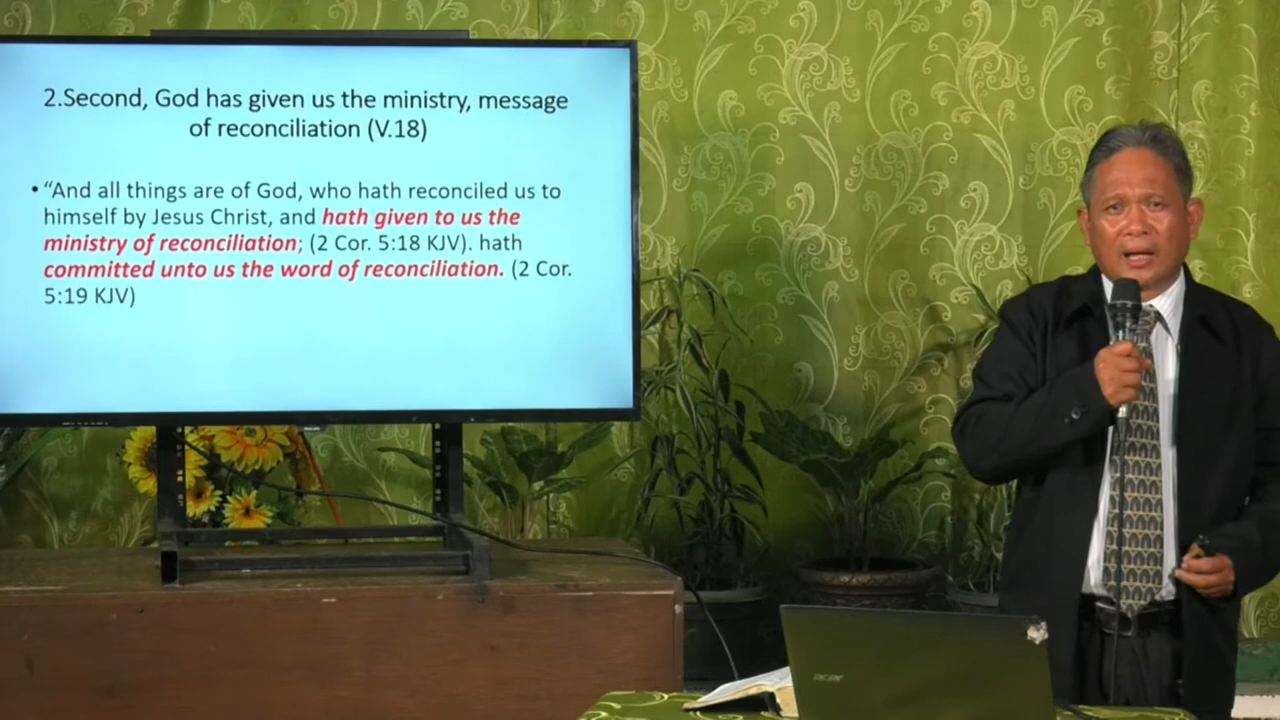 2.Second, God has given us the ministry, message
of reconciliation (V.18)
• “And all things are of God, who hath reconciled us to
himself by Jesus Christ, and hath given to us the
ministry of reconciliation; (2 Cor. 5:18 KJV). hath
committed unto us the word of reconciliation. (2 Cor.
5:19 KJV)
acer